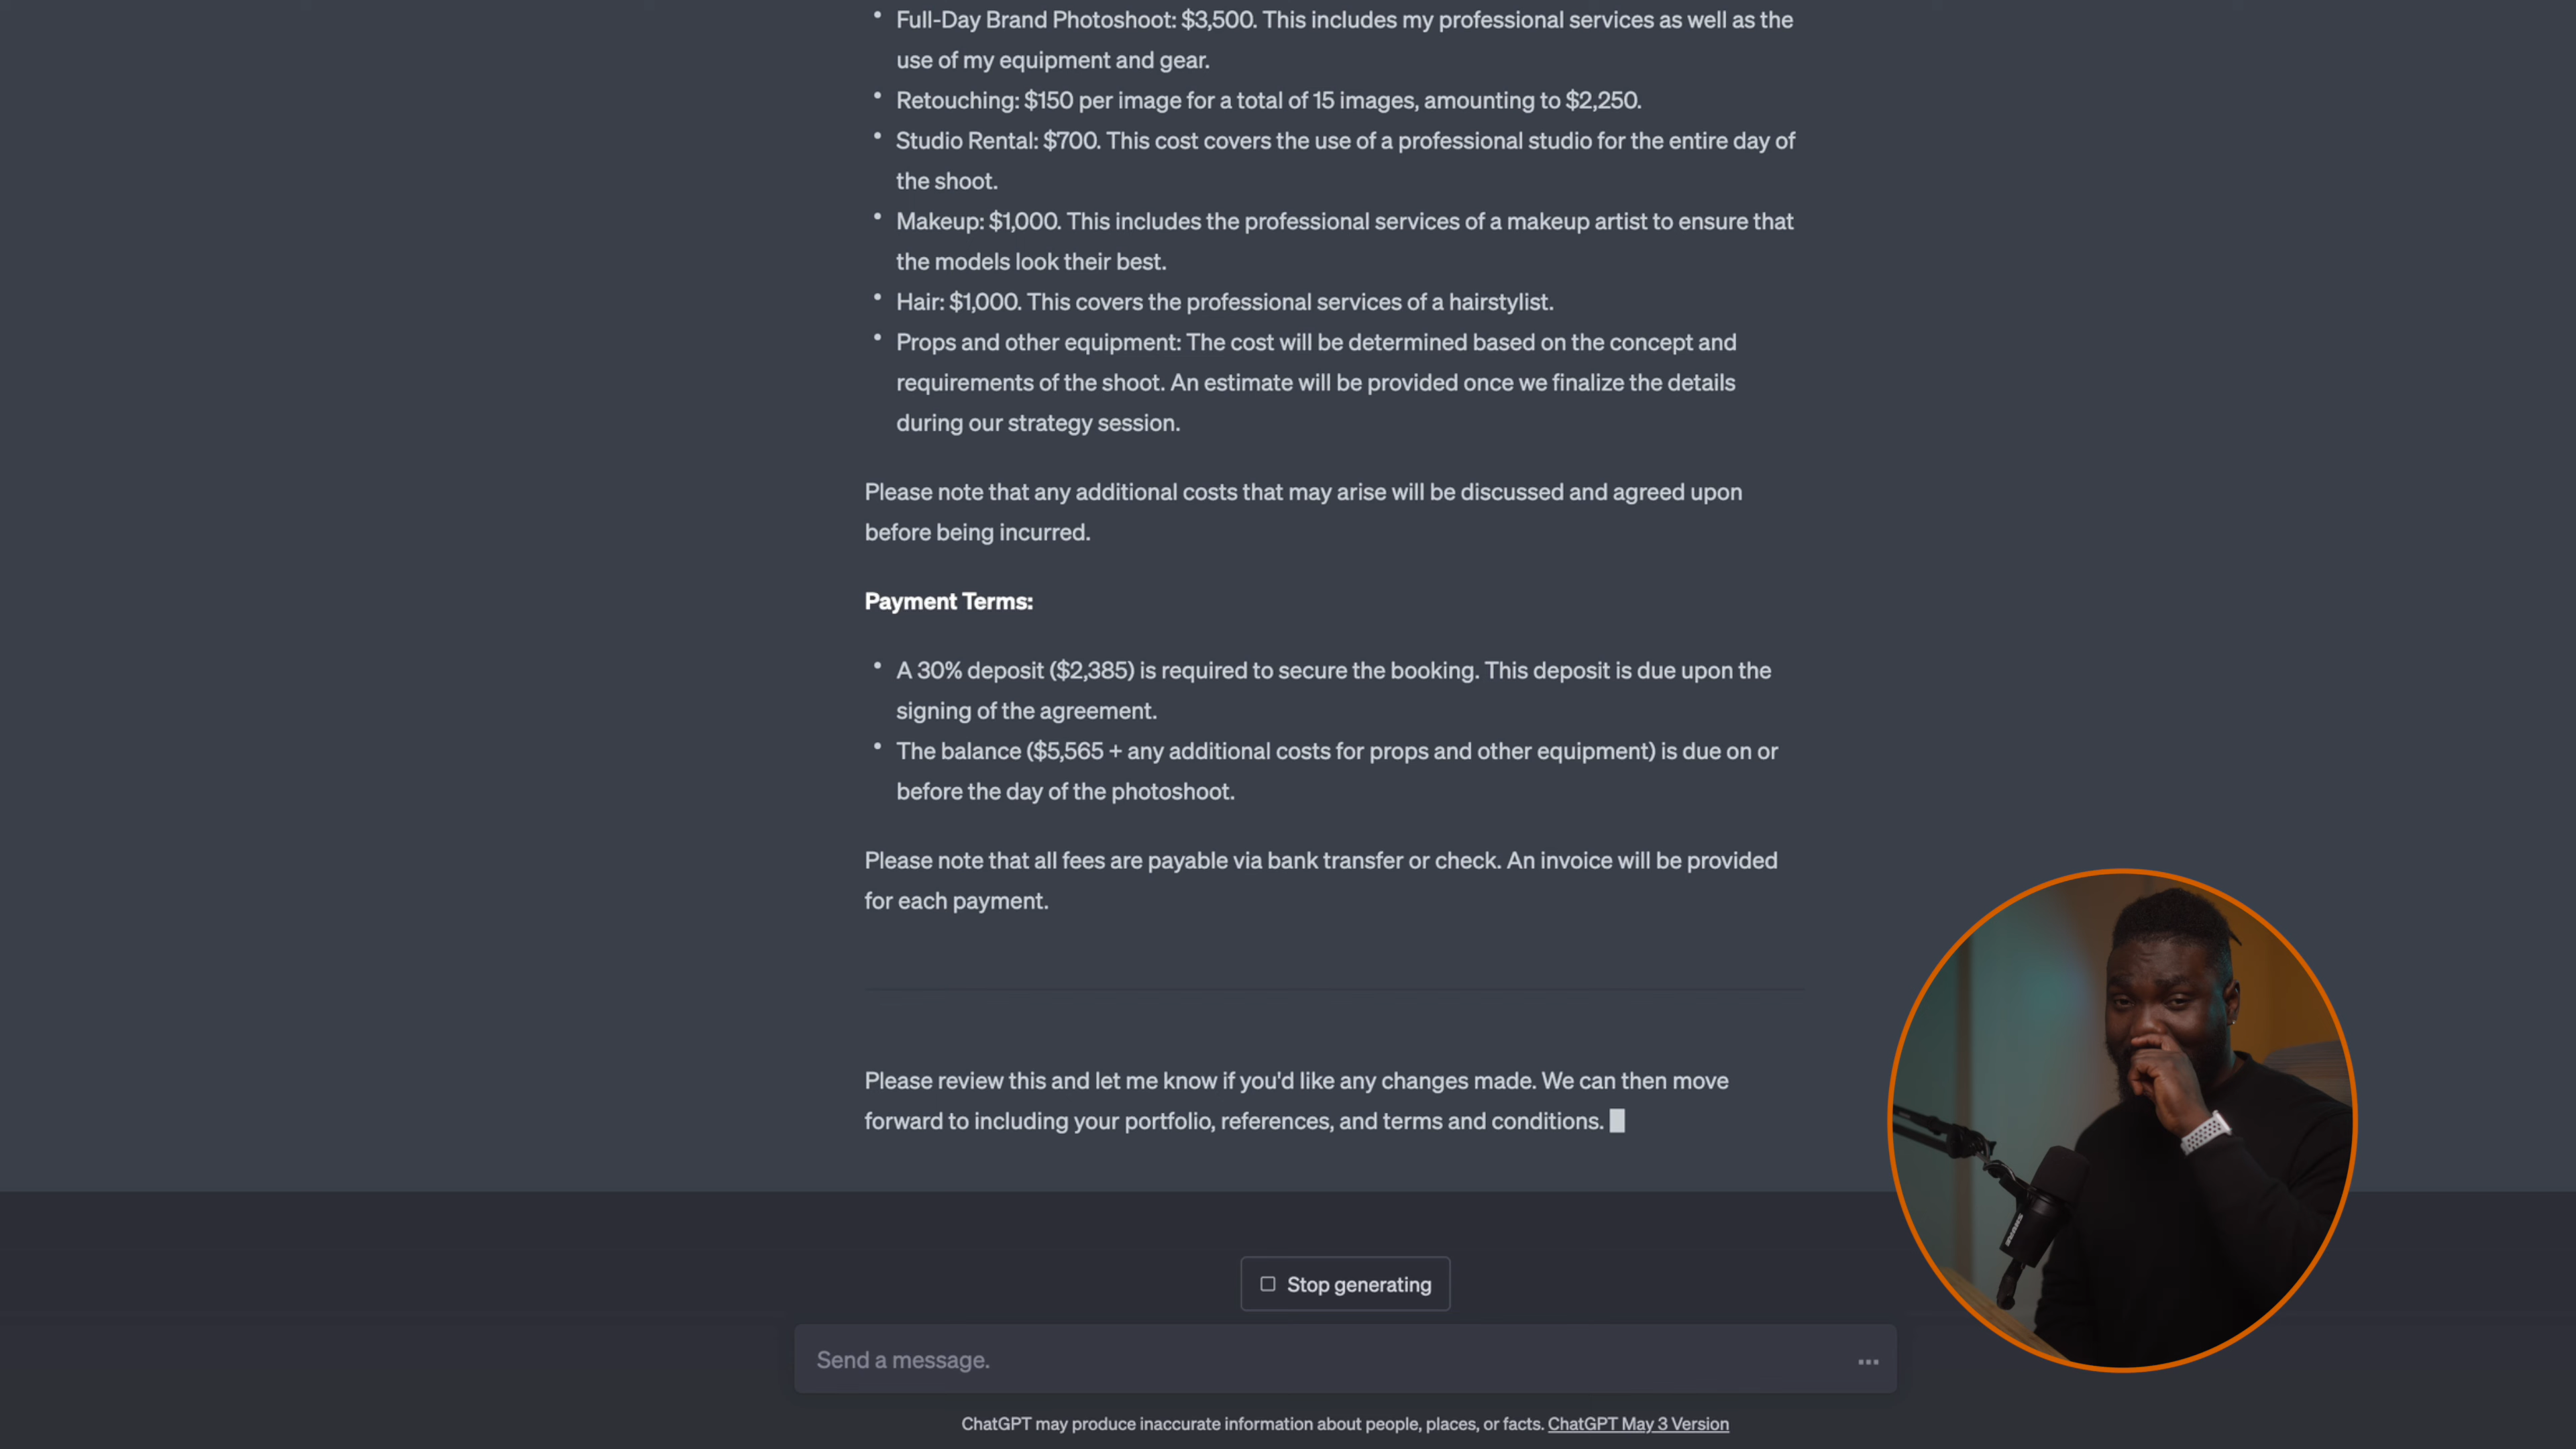 Full-Day Brand Photoshoot: $3,500. This includes my professional services as well as the
use of my equipment and gear.
Retouching: $150 per image for a total of 15 images, amounting to $2,250.
Studio Rental: $700. This cost covers the use of a professional studio for the entire day of
the shoot.
Makeup: $1,000. This includes the professional services of a makeup artist to ensure that
the models look their best.
Hair: $1,000. This covers the professional services of a hairstylist.
Props and other equipment: The cost will be determined based on the concept and
requirements of the shoot. An estimate will be provided once we finalize the details
during our strategy session.
Please note that any additional costs that may arise will be discussed and agreed upon
before being incurred.
Payment Terms:
A 30% deposit ($2,385) is required to secure the booking. This deposit is due upon the
signing of the agreement.
The balance ($5,565 + any additional costs for props and other equipment) is due on or
before the day of the photoshoot.
Please note that all fees are payable via bank transfer or check. An invoice will be provided
for each payment.
Please review this and let me know if you'd like any changes made. We can then move
forward to including your portfolio, references, and terms and conditions.
Stop generating
Send a message.
ChatGPT may produce inaccurate information about people, places, or facts. ChatGPT May 3 Version